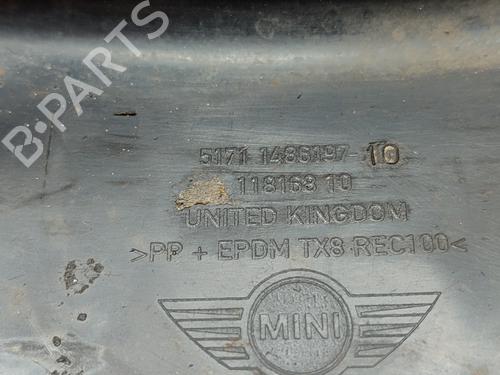 B-PARTS
5171 1486197-10
118168 10
UNITED KINGDOM
>PP + EPDM TX8 REC100<
MINI